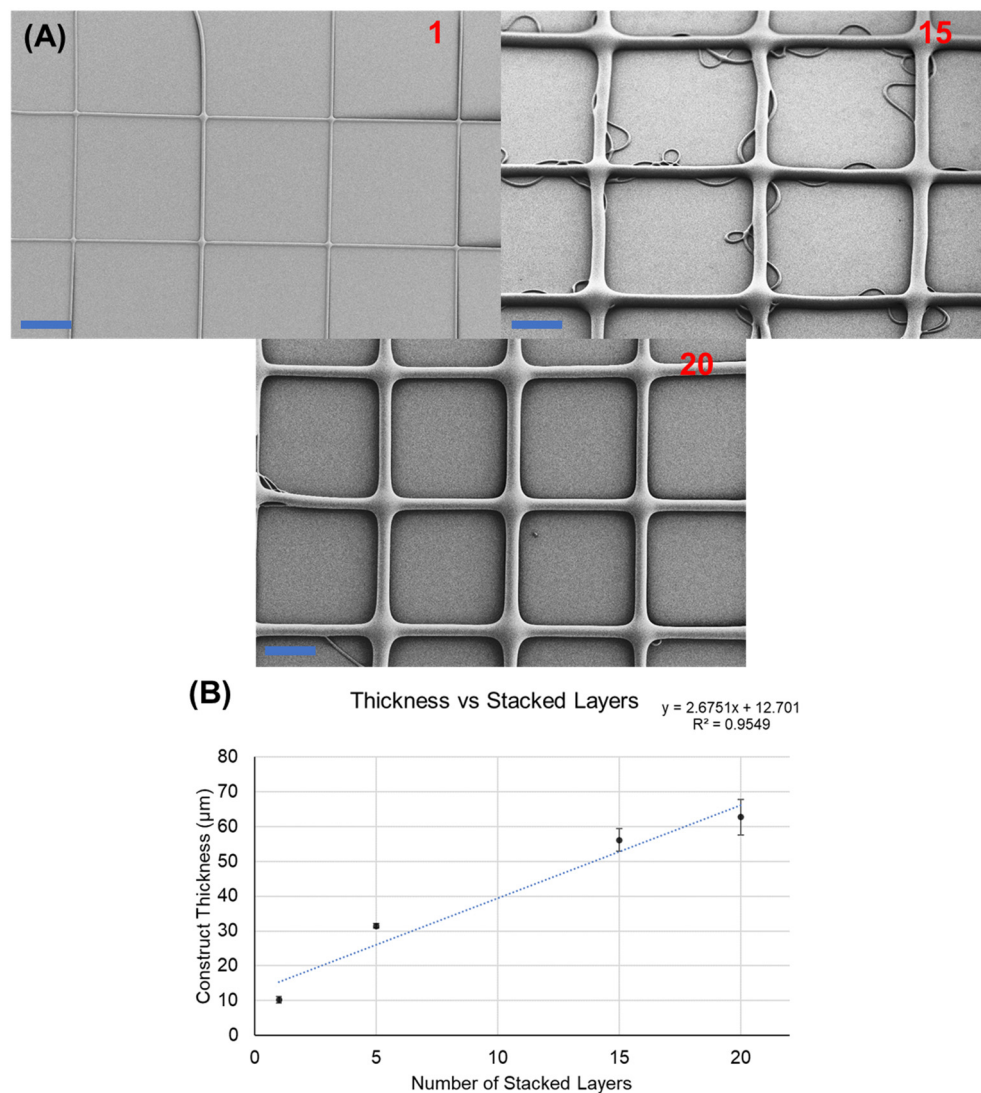 (A)
1
15
20
(B)
Thickness vs Stacked Layers
y = 2.6751x + 12.701
R² = 0.9549
Construct Thickness (µm)
80
70
60
50
40
30
20
10
0
0 5 10 15 20
Number of Stacked Layers